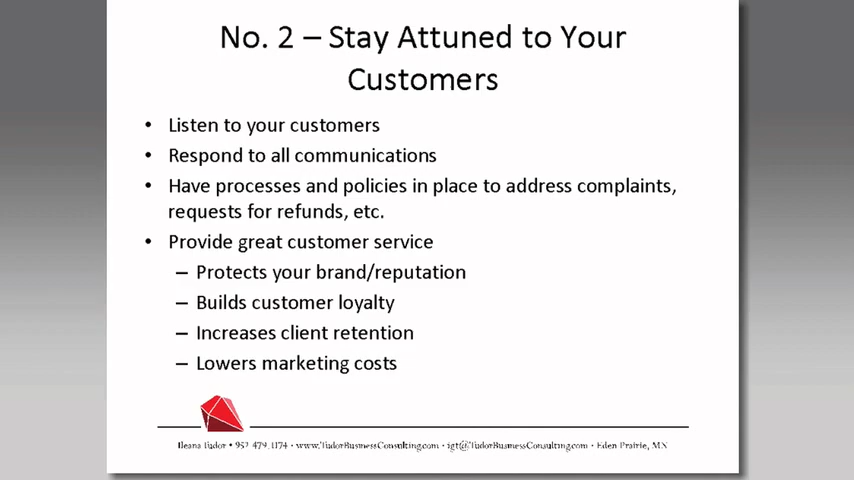 No. 2 – Stay Attuned to Your
Customers
• Listen to your customers
• Respond to all communications
• Have processes and policies in place to address complaints,
requests for refunds, etc.
• Provide great customer service
– Protects your brand/reputation
– Builds customer loyalty
– Increases client retention
– Lowers marketing costs
Ileana Tudor • 952.479.1174 • www.TudorBusinessConsulting.com • igt@TudorBusinessConsulting.com • Eden Prairie, MN